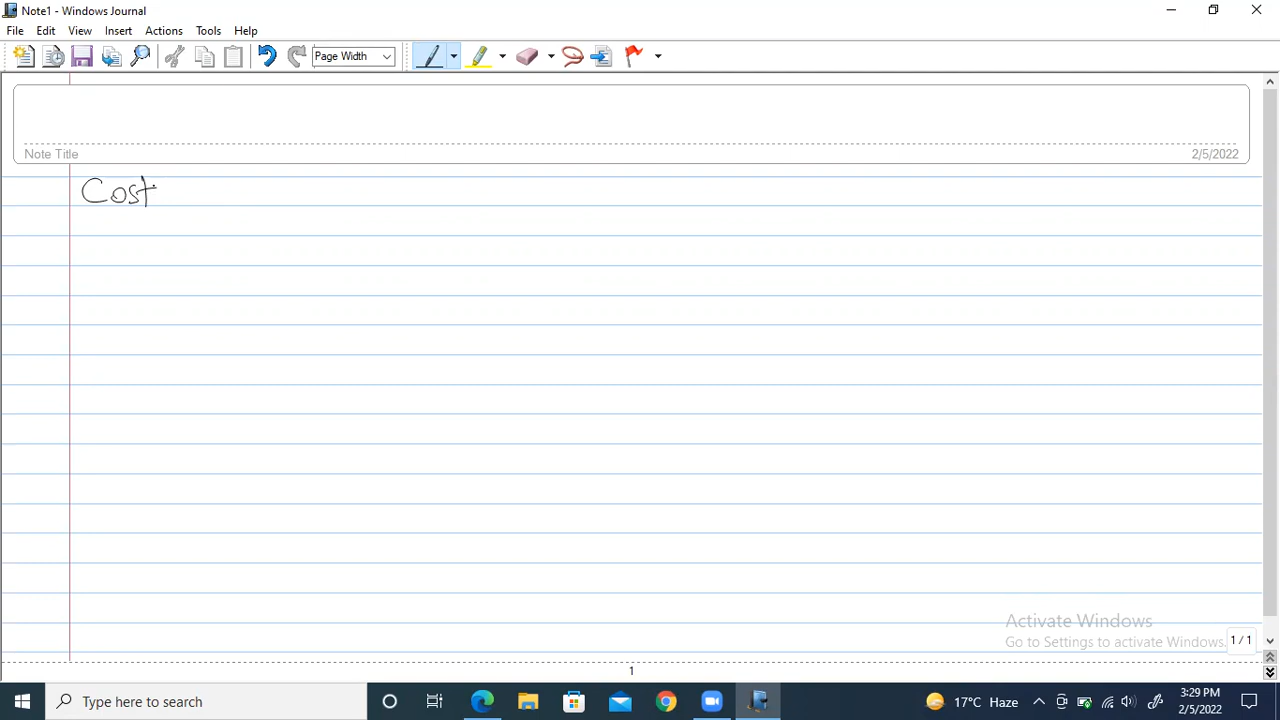 Note1 - Windows Journal
File Edit View Insert Actions Tools Help
Page Width
Note Title
2/5/2022
Cost
Activate Windows
Go to Settings to activate Windows.
1 / 1
1
Type here to search
17°C Haze
3:29 PM
2/5/2022